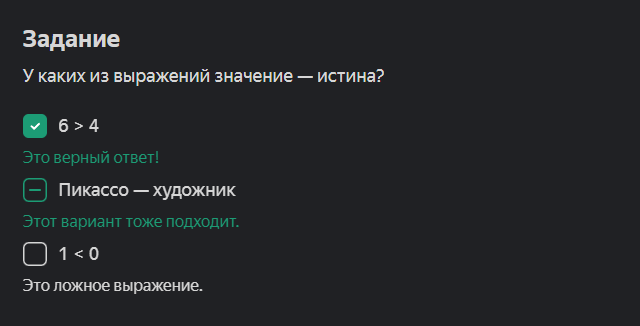 Задание
У каких из выражений значение — истина?
6 > 4
Это верный ответ!
Пикассо — художник
Этот вариант тоже подходит.
1 < 0
Это ложное выражение.